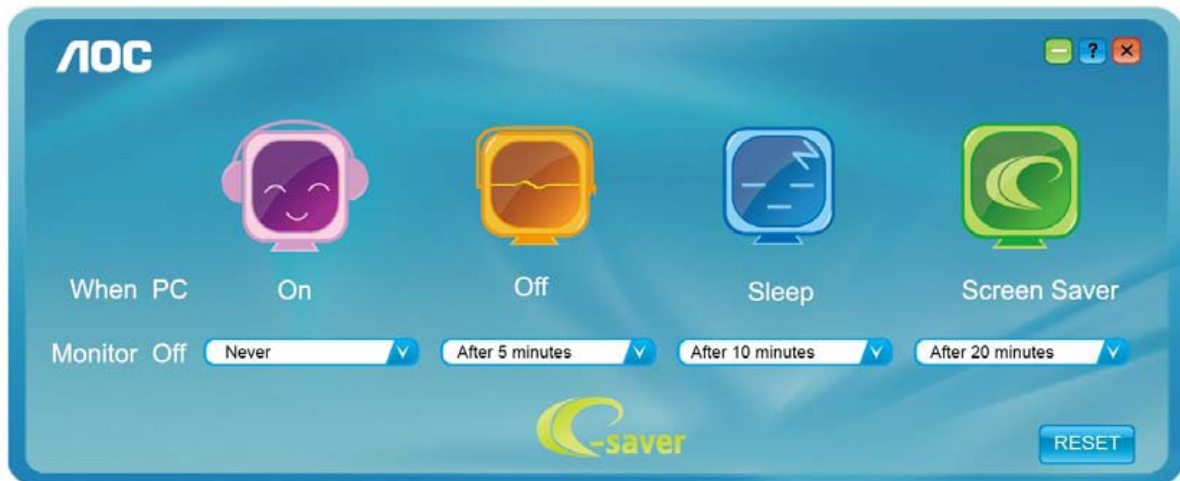 AOC
?
When PC On Off Sleep Screen Saver
Monitor Off Never After 5 minutes After 10 minutes After 20 minutes
e-saver
RESET